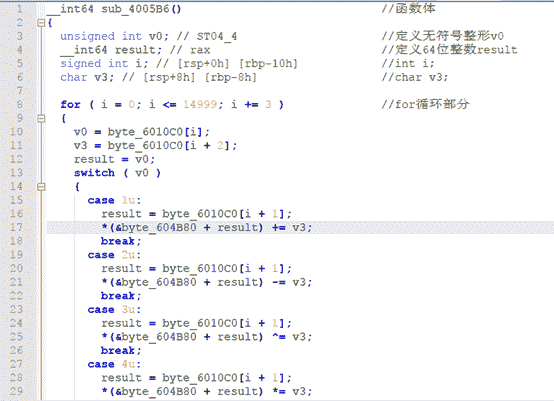 1 __int64 sub_4005B6() //函数体
2 {
3 unsigned int v0; // ST04_4 //定义无符号整形v0
4 __int64 result; // rax //定义64位整数result
5 signed int i; // [rsp+0h] [rbp-10h] //int i;
6 char v3; // [rsp+8h] [rbp-8h] //char v3;
7
8 for ( i = 0; i <= 14999; i += 3 ) //for循环部分
9 {
10 v0 = byte_6010C0[i];
11 v3 = byte_6010C0[i + 2];
12 result = v0;
13 switch ( v0 )
14 {
15 case 1u:
16 result = byte_6010C0[i + 1];
17 *(&byte_604B80 + result) += v3;
18 break;
19 case 2u:
20 result = byte_6010C0[i + 1];
21 *(&byte_604B80 + result) -= v3;
22 break;
23 case 3u:
24 result = byte_6010C0[i + 1];
25 *(&byte_604B80 + result) ^= v3;
26 break;
27 case 4u:
28 result = byte_6010C0[i + 1];
29 *(&byte_604B80 + result) *= v3;